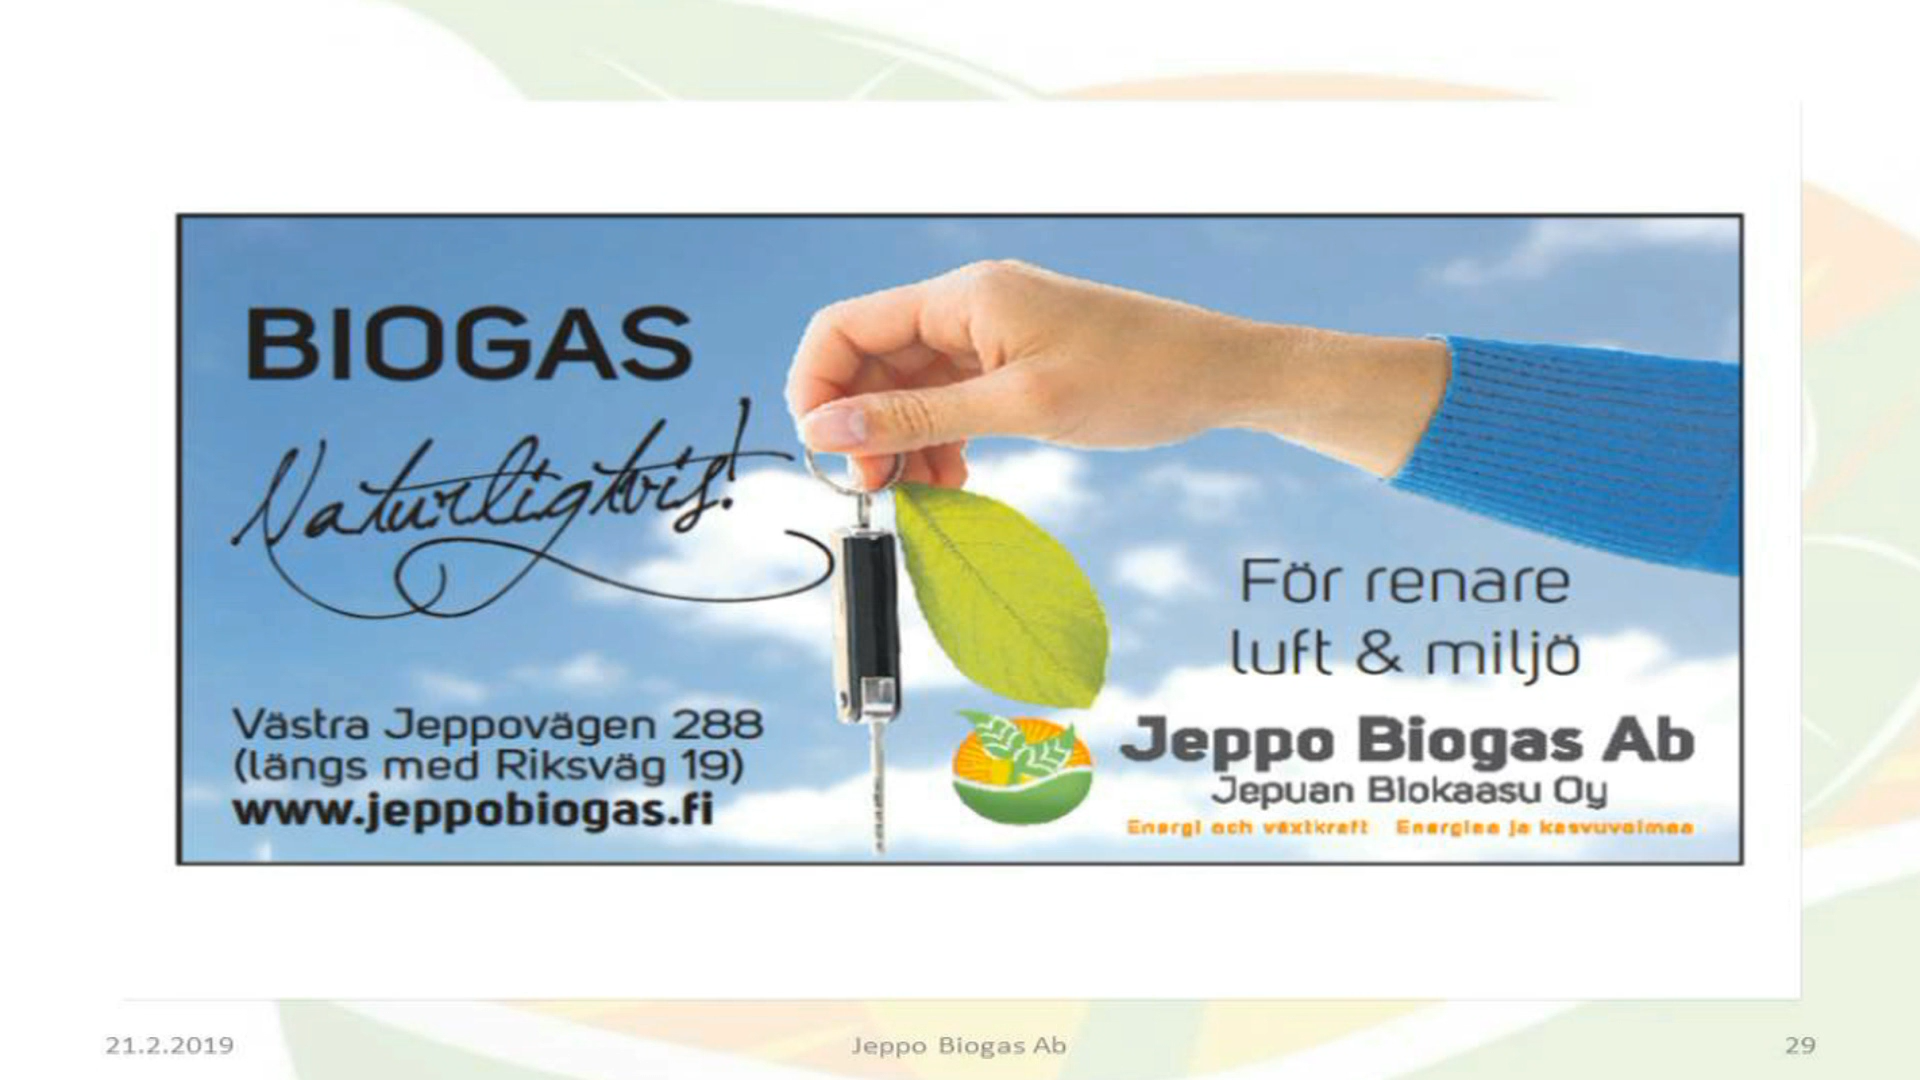 BIOGAS
Naturligtvis!
För renare
luft & miljö
Västra Jeppovägen 288
(längs med Riksväg 19)
www.jeppobiogas.fi
Jeppo Biogas Ab
Jepuan Biokaasu Oy
Energi och växtkraft Energiaa ja kasvuvoimaa
21.2.2019
Jeppo Biogas Ab
29